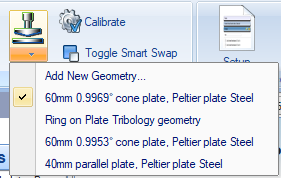 Calibrate
Toggle Smart Swap
Setup
Add New Geometry...
60mm 0.9969° cone plate, Peltier plate Steel
Ring on Plate Tribology geometry
60mm 0.9953° cone plate, Peltier plate Steel
40mm parallel plate, Peltier plate Steel